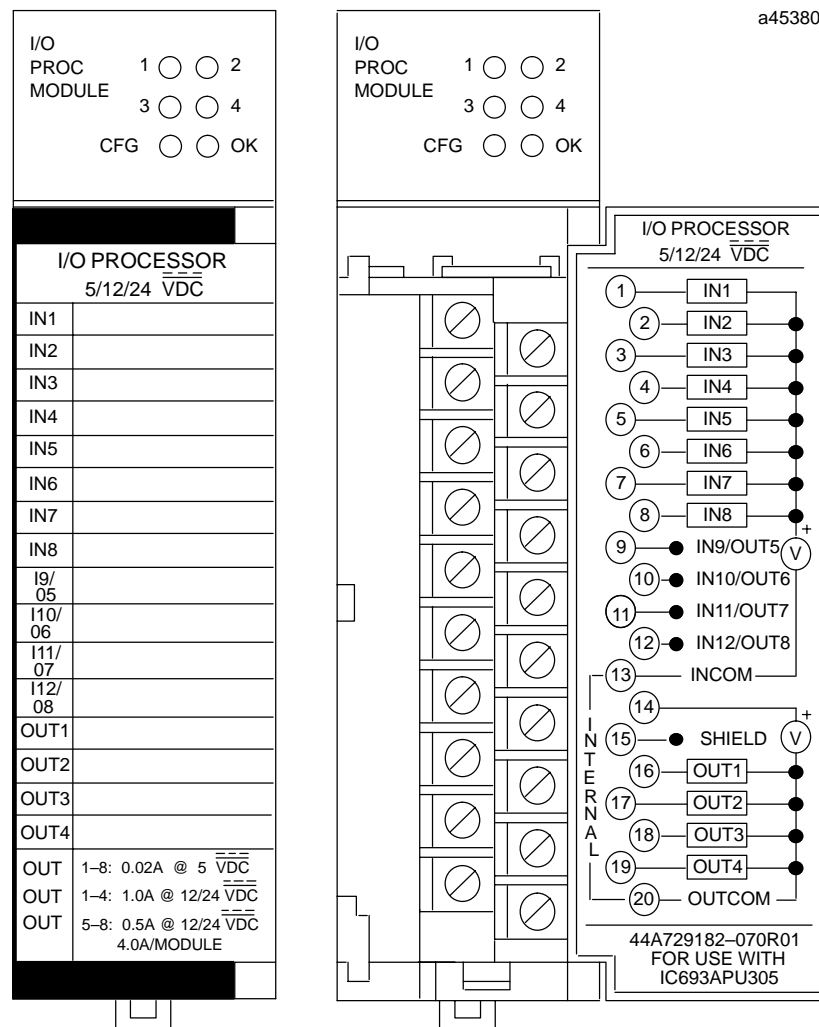 a45380
I/O
PROC
MODULE
1 2
3 4
CFG OK
I/O PROCESSOR
5/12/24 VDC
IN1
IN2
IN3
IN4
IN5
IN6
IN7
IN8
I9/
05
I10/
06
I11/
07
I12/
08
OUT1
OUT2
OUT3
OUT4
OUT 1–8: 0.02A @ 5 VDC
OUT 1–4: 1.0A @ 12/24 VDC
OUT 5–8: 0.5A @ 12/24 VDC
4.0A/MODULE
I/O
PROC
MODULE
1 2
3 4
CFG OK
I/O PROCESSOR
5/12/24 VDC
1 IN1
2 IN2
3 IN3
4 IN4
5 IN5
6 IN6
7 IN7
8 IN8
+
9 IN9/OUT5 V
10 IN10/OUT6
11 IN11/OUT7
12 IN12/OUT8
13 INCOM
14 +
15 SHIELD V
16 OUT1
17 OUT2
18 OUT3
19 OUT4
20 OUTCOM
INTERNAL
44A729182–070R01
FOR USE WITH
IC693APU305